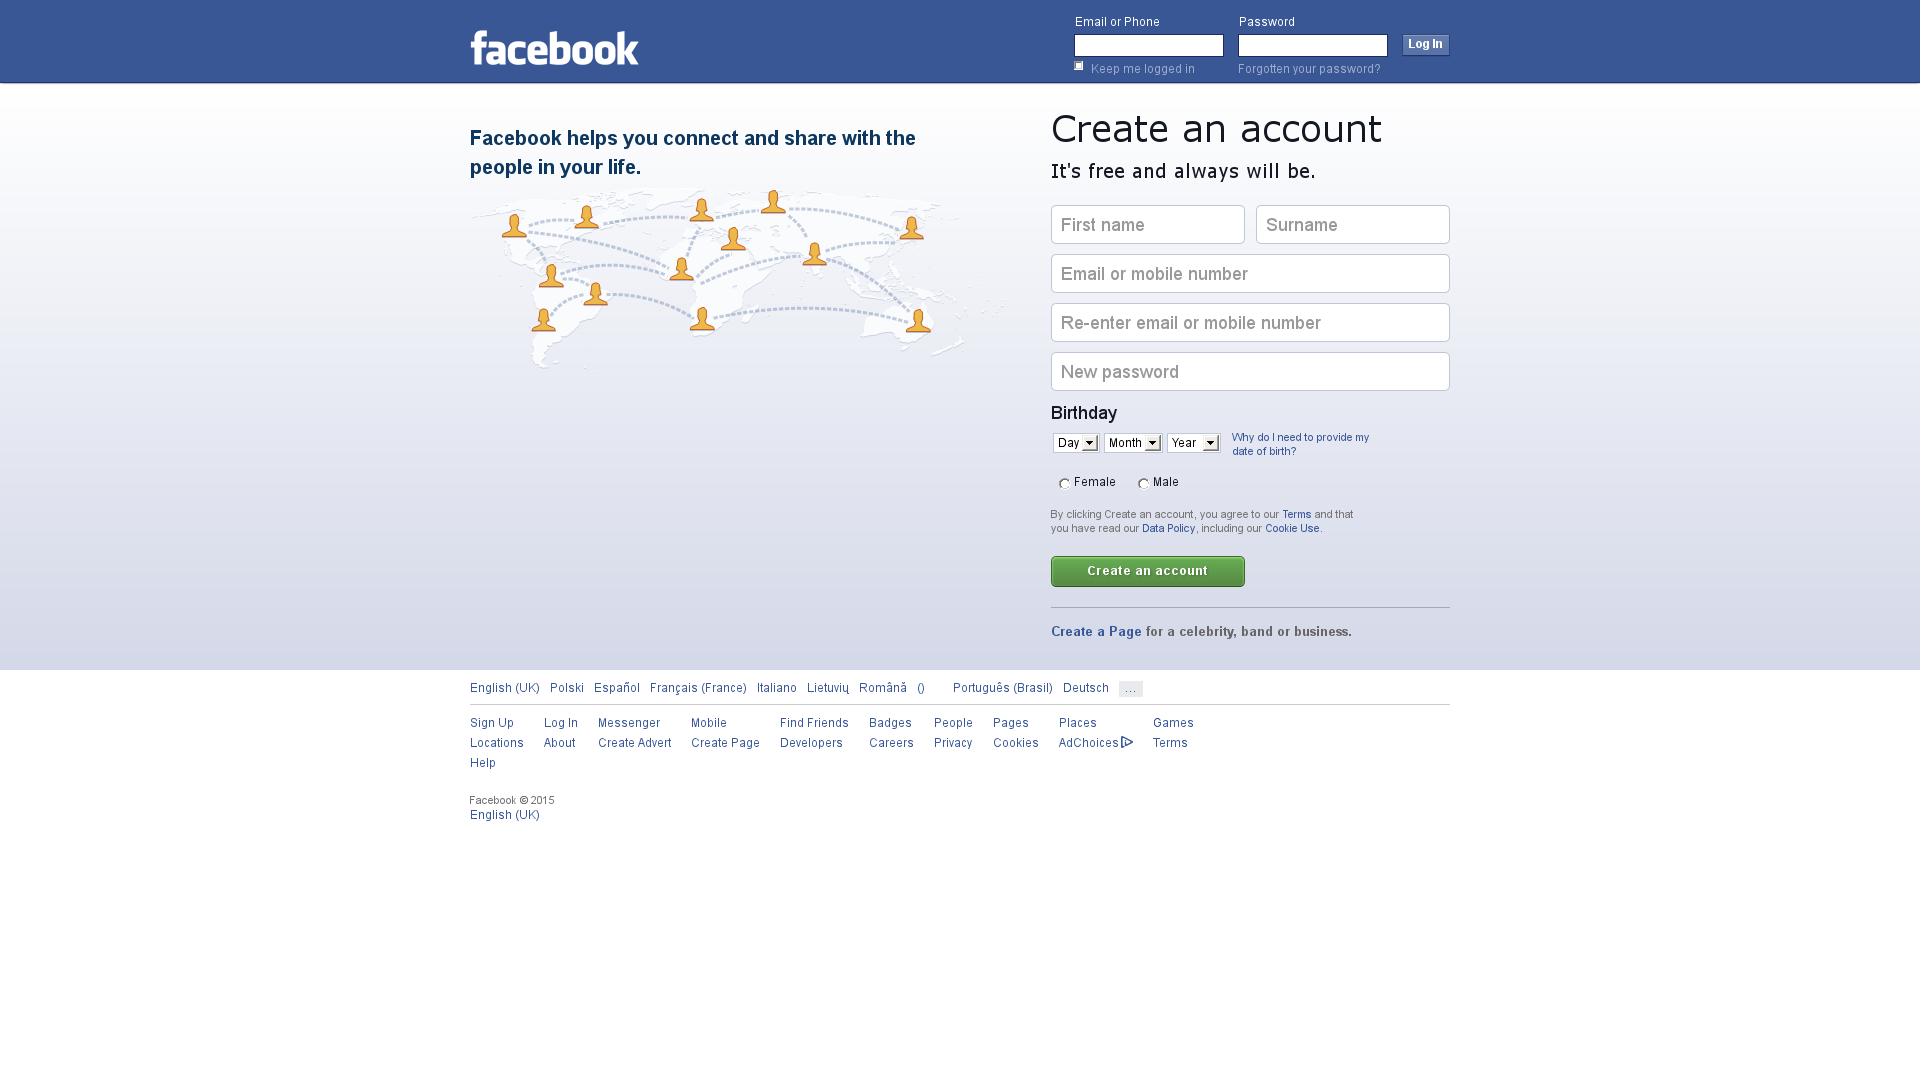 facebook
Email or Phone
Password
Log In
Keep me logged in
Forgotten your password?
Facebook helps you connect and share with the
people in your life.
Create an account
It's free and always will be.
First name
Surname
Email or mobile number
Re-enter email or mobile number
New password
Birthday
Day Month Year
Why do I need to provide my
date of birth?
Female Male
By clicking Create an account, you agree to our Terms and that
you have read our Data Policy, including our Cookie Use.
Create an account
Create a Page for a celebrity, band or business.
English (UK) Polski Español Français (France) Italiano Lietuvių Română () Português (Brasil) Deutsch ...
Sign Up Log In Messenger Mobile Find Friends Badges People Pages Places Games
Locations About Create Advert Create Page Developers Careers Privacy Cookies AdChoices Terms
Help
Facebook © 2015
English (UK)